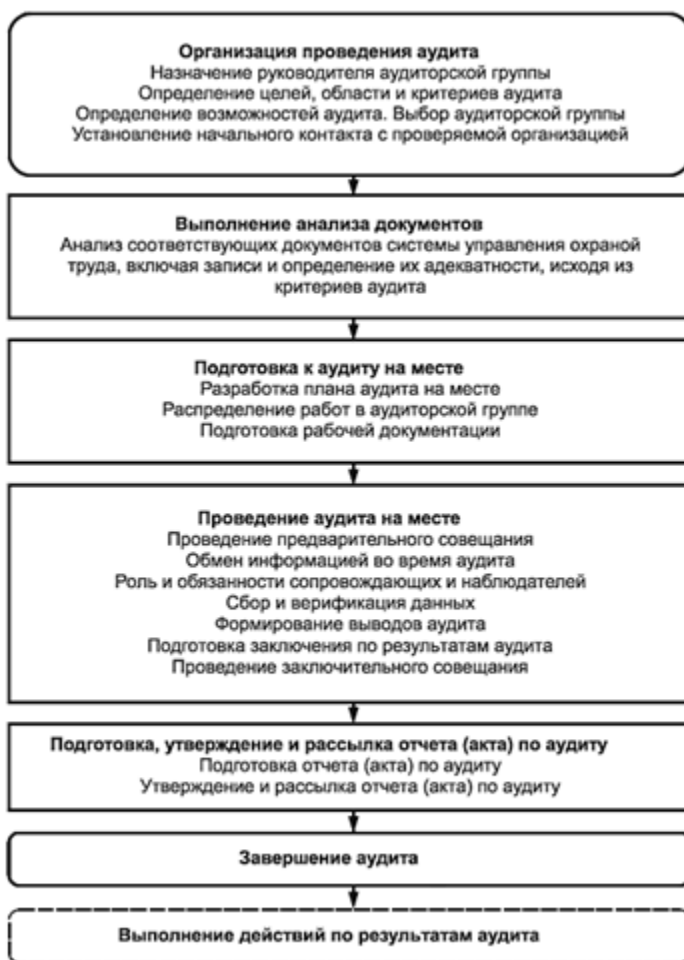 Организация проведения аудита
Назначение руководителя аудиторской группы
Определение целей, области и критериев аудита
Определение возможностей аудита. Выбор аудиторской группы
Установление начального контакта с проверяемой организацией
Выполнение анализа документов
Анализ соответствующих документов системы управления охраной
труда, включая записи и определение их адекватности, исходя из
критериев аудита
Подготовка к аудиту на месте
Разработка плана аудита на месте
Распределение работ в аудиторской группе
Подготовка рабочей документации
Проведение аудита на месте
Проведение предварительного совещания
Обмен информацией во время аудита
Роль и обязанности сопровождающих и наблюдателей
Сбор и верификация данных
Формирование выводов аудита
Подготовка заключения по результатам аудита
Проведение заключительного совещания
Подготовка, утверждение и рассылка отчета (акта) по аудиту
Подготовка отчета (акта) по аудиту
Утверждение и рассылка отчета (акта) по аудиту
Завершение аудита
Выполнение действий по результатам аудита